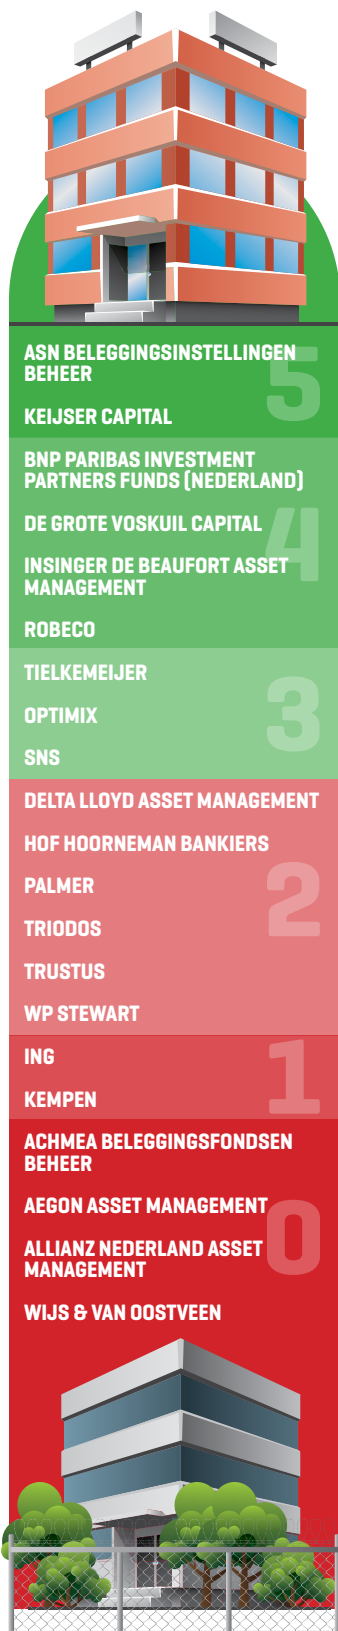 5
ASN BELEGGINGSINSTELLINGEN
BEHEER
KEIJSER CAPITAL
4
BNP PARIBAS INVESTMENT
PARTNERS FUNDS (NEDERLAND)
DE GROTE VOSKUIL CAPITAL
INSINGER DE BEAUFORT ASSET
MANAGEMENT
ROBECO
3
TIELKEMEIJER
OPTIMIX
SNS
2
DELTA LLOYD ASSET MANAGEMENT
HOF HOORNEMAN BANKIERS
PALMER
TRIODOS
TRUSTUS
WP STEWART
1
ING
KEMPEN
0
ACHMEA BELEGGINGSFONDSEN
BEHEER
AEGON ASSET MANAGEMENT
ALLIANZ NEDERLAND ASSET
MANAGEMENT
WIJS & VAN OOSTVEEN